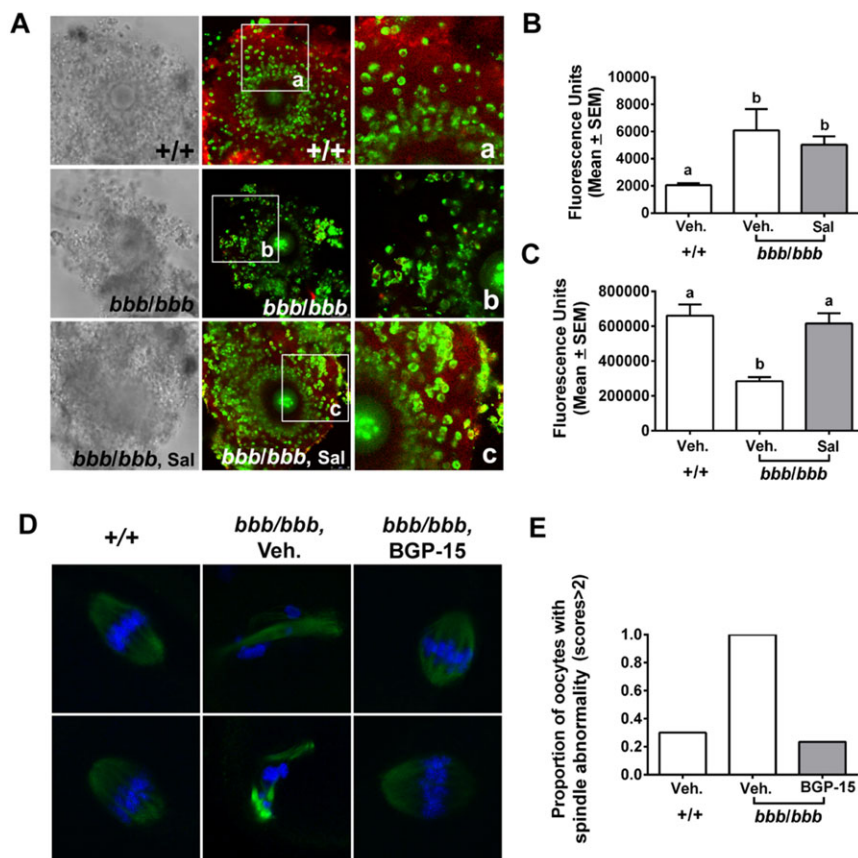 A
+/+
+/+
a
a
bbb/bbb
bbb/bbb
b
b
bbb/bbb, Sal
bbb/bbb, Sal
c
c
B
Fluorescence Units
(Mean ± SEM)
10000
8000
6000
4000
2000
0
a
b
b
Veh.
Veh.
Sal
+/+
bbb/bbb
C
Fluorescence Units
(Mean ± SEM)
800000
600000
400000
200000
0
a
b
a
Veh.
Veh.
Sal
+/+
bbb/bbb
D
+/+
bbb/bbb,
Veh.
bbb/bbb,
BGP-15
E
Proportion of oocytes with
spindle abnormality (scores>2)
1.0
0.8
0.6
0.4
0.2
0.0
Veh.
Veh.
BGP-15
+/+
bbb/bbb